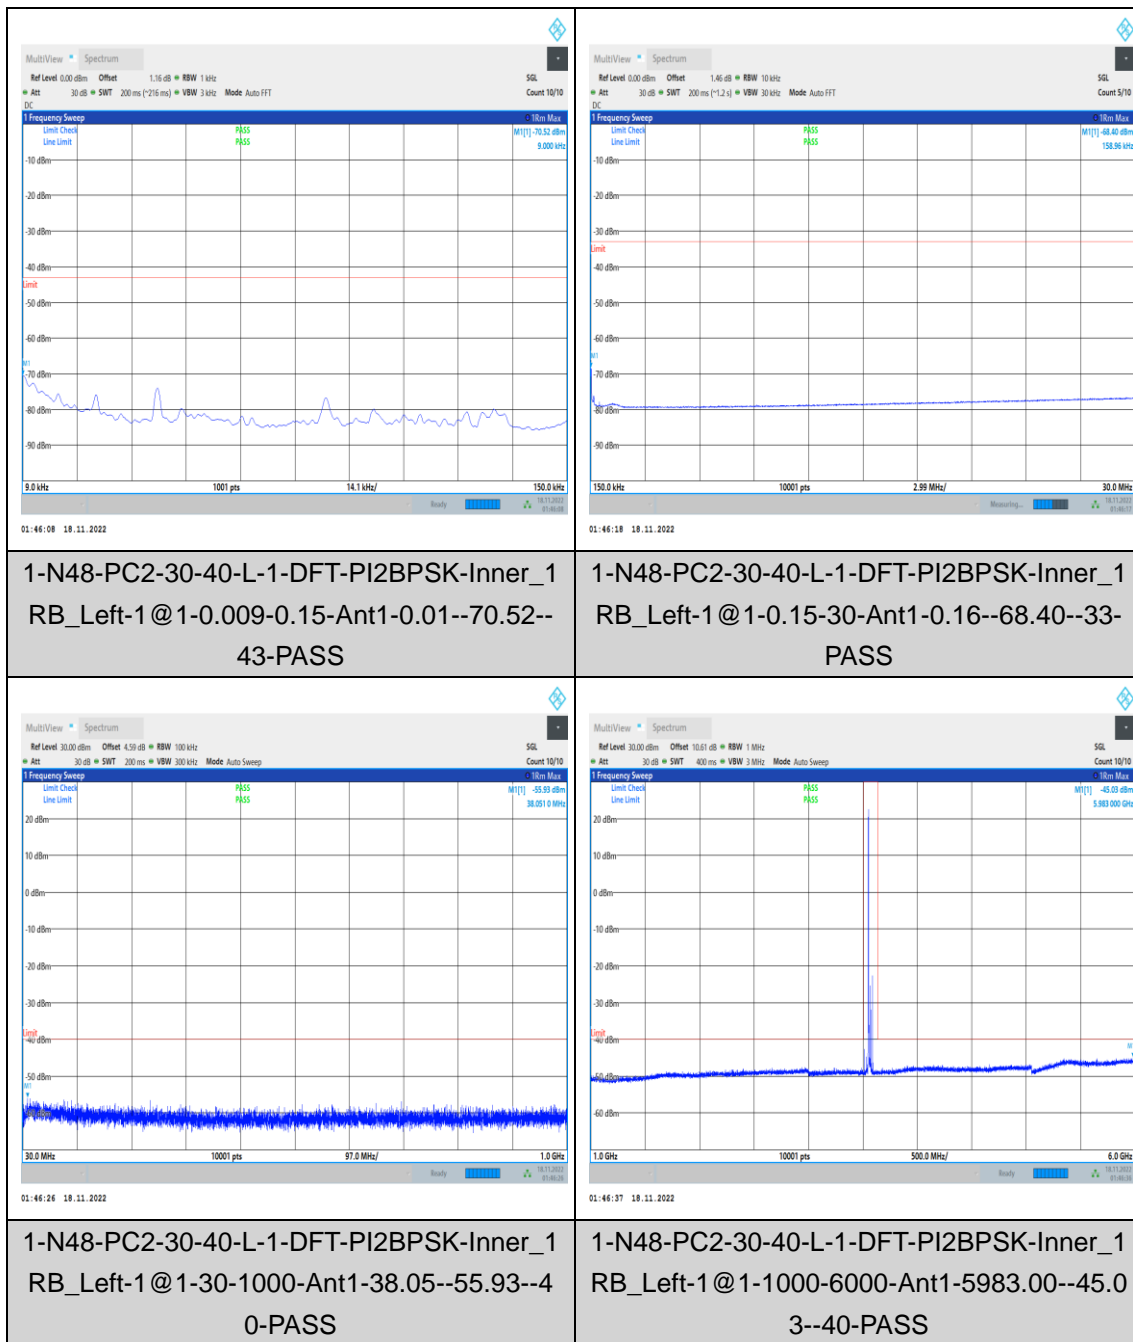 MultiView Spectrum
Ref Level 0.00 dBm Offset 1.16 dB RBW 1 kHz SGL
Att 30 dB SWT 200 ms (~216 ms) VBW 3 kHz Mode Auto FFT Count 10/10
DC
1 Frequency Sweep 1Rm Max
Limit Check PASS M1[1] -70.52 dBm
Line Limit PASS 9.000 kHz
-10 dBm
-20 dBm
-30 dBm
-40 dBm
Limit
-50 dBm
-60 dBm
M1
-70 dBm
-80 dBm
-90 dBm
9.0 kHz 1001 pts 14.1 kHz/ 150.0 kHz
Ready 18.11.2022
01:46:08
01:46:08 18.11.2022
1-N48-PC2-30-40-L-1-DFT-PI2BPSK-Inner_1
RB_Left-1@1-0.009-0.15-Ant1-0.01--70.52--
43-PASS
MultiView Spectrum
Ref Level 0.00 dBm Offset 1.46 dB RBW 10 kHz SGL
Att 30 dB SWT 200 ms (~1.2 s) VBW 30 kHz Mode Auto FFT Count 5/10
DC
1 Frequency Sweep 1Rm Max
Limit Check PASS M1[1] -68.40 dBm
Line Limit PASS 158.96 kHz
-10 dBm
-20 dBm
-30 dBm
Limit
-40 dBm
-50 dBm
-60 dBm
M1
-70 dBm
-80 dBm
-90 dBm
150.0 kHz 10001 pts 2.99 MHz/ 30.0 MHz
Measuring... 18.11.2022
01:46:17
01:46:18 18.11.2022
1-N48-PC2-30-40-L-1-DFT-PI2BPSK-Inner_1
RB_Left-1@1-0.15-30-Ant1-0.16--68.40--33-
PASS
MultiView Spectrum
Ref Level 30.00 dBm Offset 4.59 dB RBW 100 kHz SGL
Att 30 dB SWT 200 ms VBW 300 kHz Mode Auto Sweep Count 10/10
1 Frequency Sweep 1Rm Max
Limit Check PASS M1[1] -55.93 dBm
Line Limit PASS 38.051 0 MHz
20 dBm
10 dBm
0 dBm
-10 dBm
-20 dBm
-30 dBm
Limit
-40 dBm
-50 dBm
M1
30.0 MHz 10001 pts 97.0 MHz/ 1.0 GHz
Ready 18.11.2022
01:46:26 18.11.2022
1-N48-PC2-30-40-L-1-DFT-PI2BPSK-Inner_1
RB_Left-1@1-30-1000-Ant1-38.05--55.93--4
0-PASS
MultiView Spectrum
Ref Level 30.00 dBm Offset 10.61 dB RBW 1 MHz SGL
Att 30 dB SWT 400 ms VBW 3 MHz Mode Auto Sweep Count 10/10
1 Frequency Sweep 1Rm Max
Limit Check PASS M1[1] -45.03 dBm
Line Limit PASS 5.983 000 GHz
20 dBm
10 dBm
0 dBm
-10 dBm
-20 dBm
-30 dBm
Limit
-40 dBm
-50 dBm
-60 dBm
1.0 GHz 10001 pts 500.0 MHz/ 6.0 GHz
Ready 18.11.2022
01:46:36
01:46:37 18.11.2022
1-N48-PC2-30-40-L-1-DFT-PI2BPSK-Inner_1
RB_Left-1@1-1000-6000-Ant1-5983.00--45.0
3--40-PASS